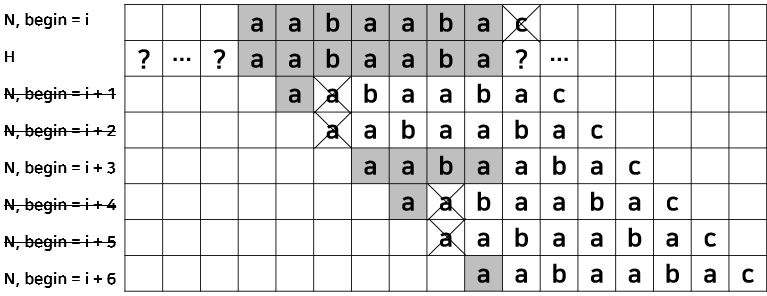 N, begin = i a a b a a b a c
H ? ... ? a a b a a b a ? ...
N, begin = i + 1 a a b a a b a c
N, begin = i + 2 a a b a a b a c
N, begin = i + 3 a a b a a b a c
N, begin = i + 4 a a b a a b a c
N, begin = i + 5 a a b a a b a c
N, begin = i + 6 a a b a a b a c